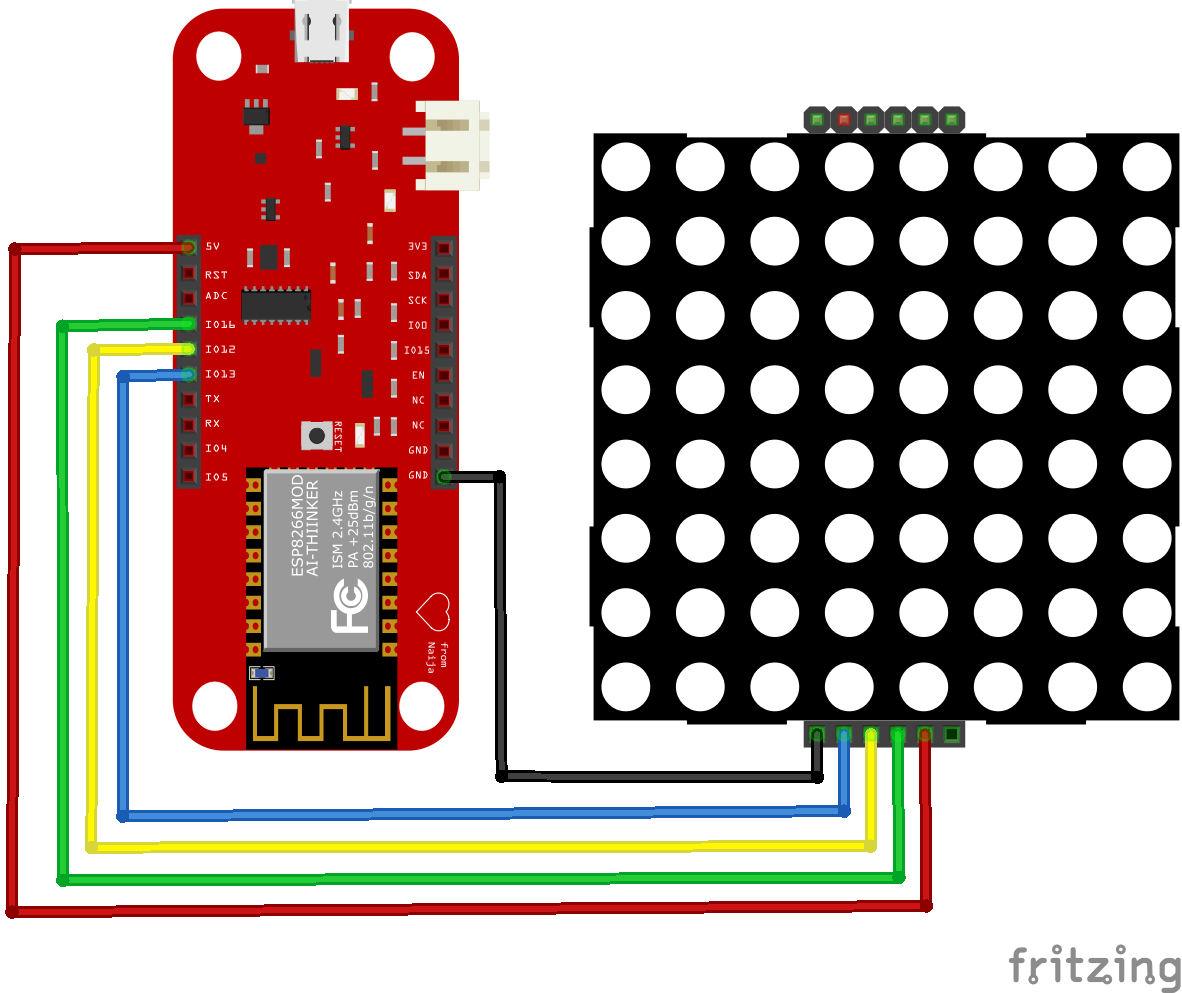 5V
RST
ADC
IO16
IO12
IO13
TX
RX
IO4
IO5
3V3
SDA
SCK
IO0
IO15
EN
NC
NC
GND
GND
RESET
ESP8266MOD
AI-THIINKER
ISM 2.4GHz
PA +25dBm
802.11b/g/n
FC
from
Naija
fritzing